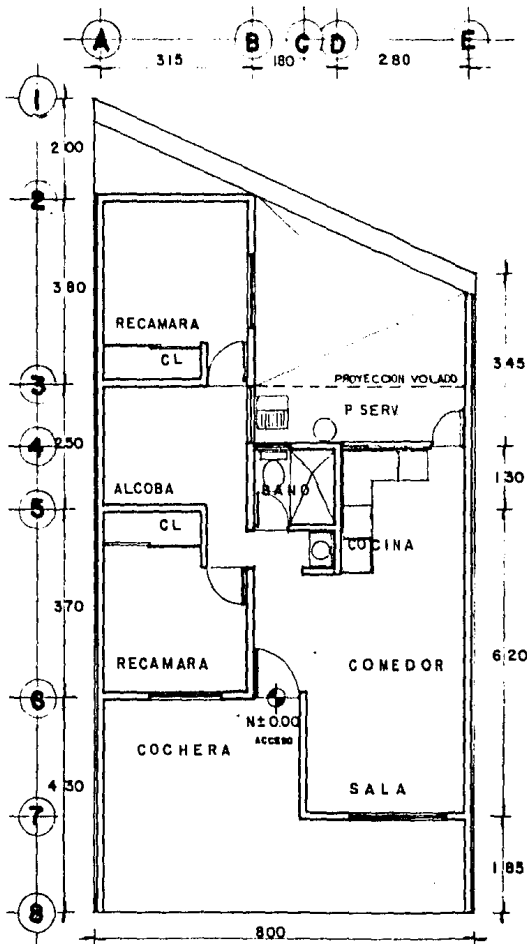 A B C D E
315 180 280
1
2 00
2
3 80
RECAMARA
CL
3
PROYECCION VOLADO
3 45
P SERV
4
2 50
1 30
ALCOBA
BAÑO
5
CL
COCINA
3 70
RECAMARA
COMEDOR
6 20
6
N±0.00
ACCESO
COCHERA
4 30
SALA
7
1 85
8
800